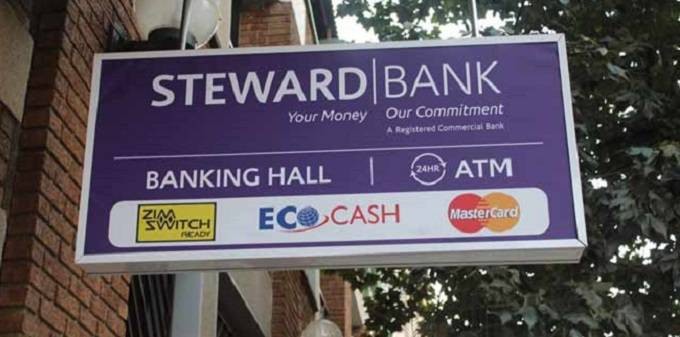 STEWARD BANK
Your Money Our Commitment
A Registered Commercial Bank
BANKING HALL 24HR ATM
ZIM SWITCH READY ECOCASH MasterCard